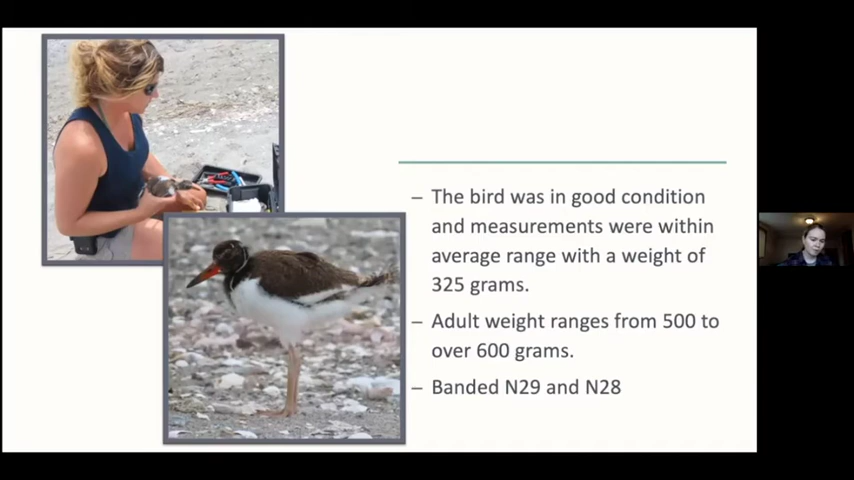 – The bird was in good condition
and measurements were within
average range with a weight of
325 grams.
– Adult weight ranges from 500 to
over 600 grams.
– Banded N29 and N28